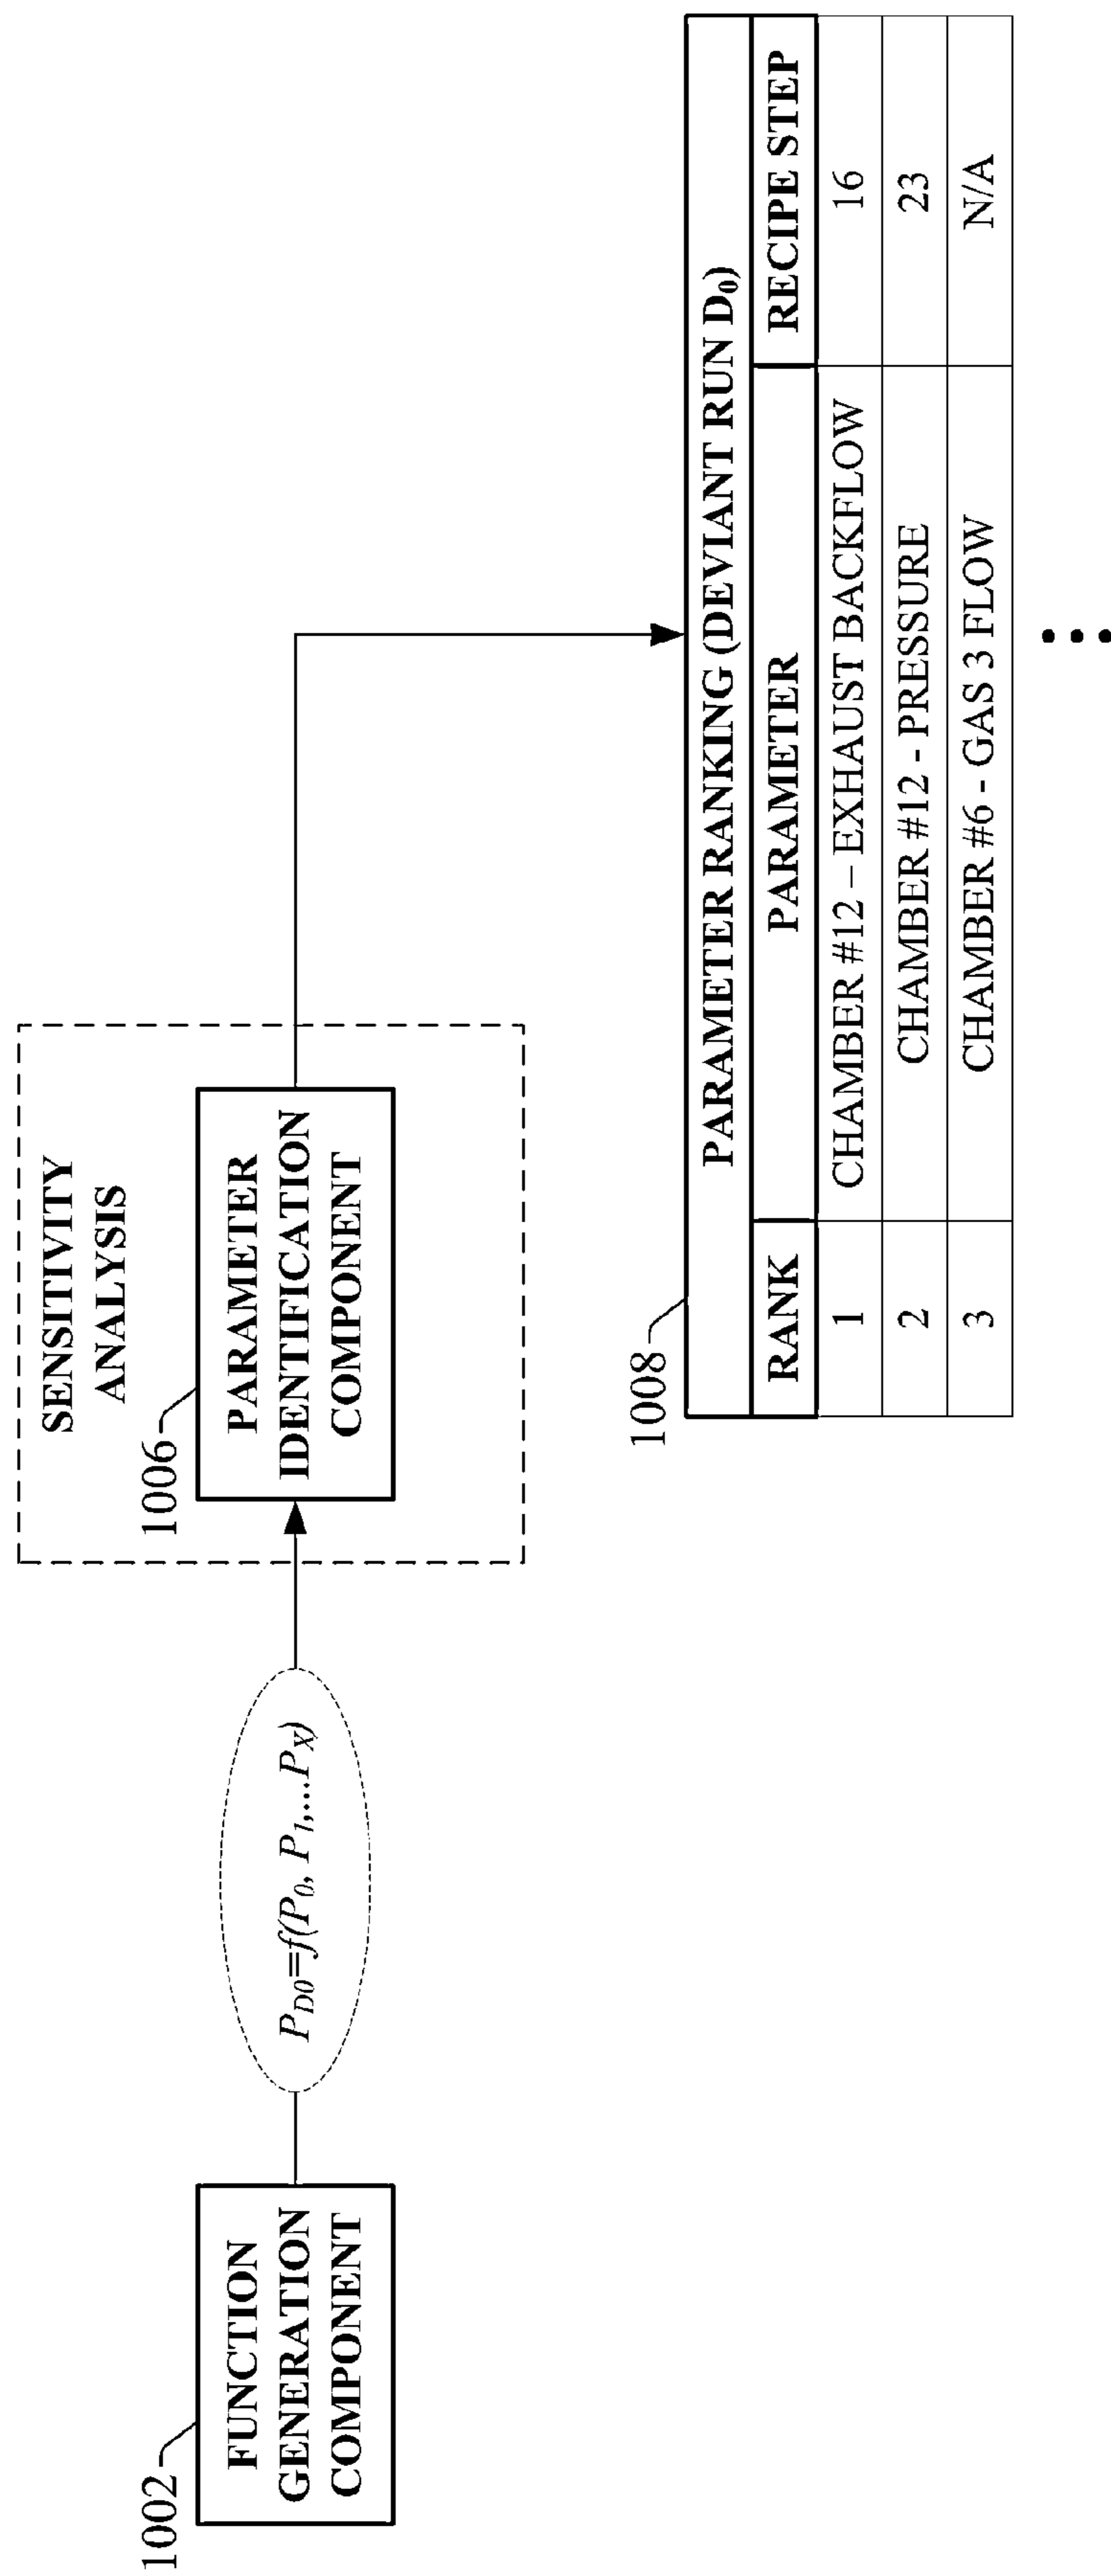 1002
FUNCTION
GENERATION
COMPONENT
P_{D0}=f(P_0, P_1,...P_X)
SENSITIVITY
ANALYSIS
1006
PARAMETER
IDENTIFICATION
COMPONENT
1008
PARAMETER RANKING (DEVIANT RUN D₀)
RANK PARAMETER RECIPE STEP
1 CHAMBER #12 – EXHAUST BACKFLOW 16
2 CHAMBER #12 - PRESSURE 23
3 CHAMBER #6 - GAS 3 FLOW N/A
•••